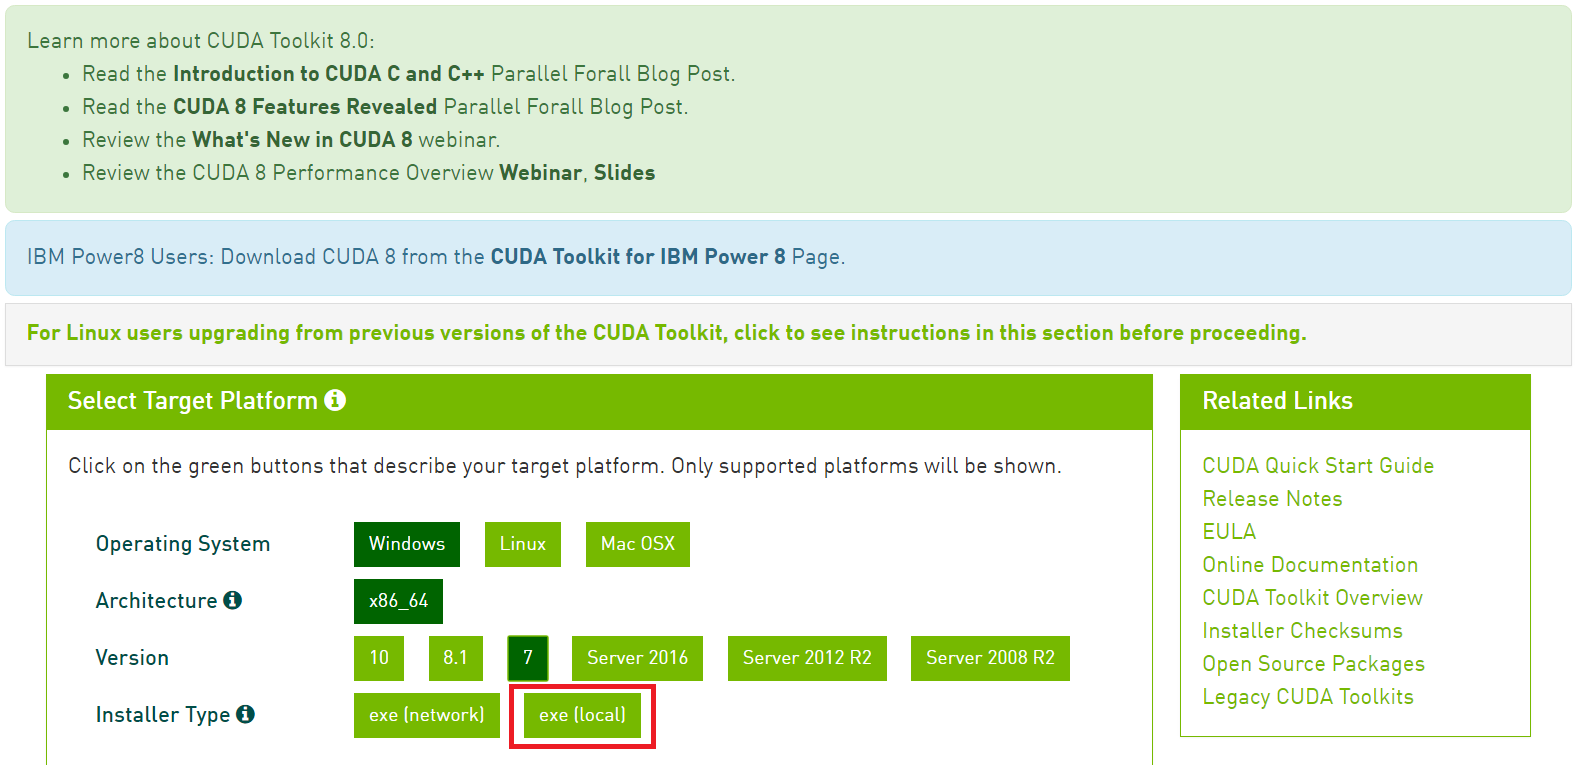 Learn more about CUDA Toolkit 8.0:
• Read the Introduction to CUDA C and C++ Parallel Forall Blog Post.
• Read the CUDA 8 Features Revealed Parallel Forall Blog Post.
• Review the What's New in CUDA 8 webinar.
• Review the CUDA 8 Performance Overview Webinar, Slides
IBM Power8 Users: Download CUDA 8 from the CUDA Toolkit for IBM Power 8 Page.
For Linux users upgrading from previous versions of the CUDA Toolkit, click to see instructions in this section before proceeding.
Select Target Platform
Click on the green buttons that describe your target platform. Only supported platforms will be shown.
Operating System Windows Linux Mac OSX
Architecture x86_64
Version 10 8.1 7 Server 2016 Server 2012 R2 Server 2008 R2
Installer Type exe (network) exe (local)
Related Links
CUDA Quick Start Guide
Release Notes
EULA
Online Documentation
CUDA Toolkit Overview
Installer Checksums
Open Source Packages
Legacy CUDA Toolkits